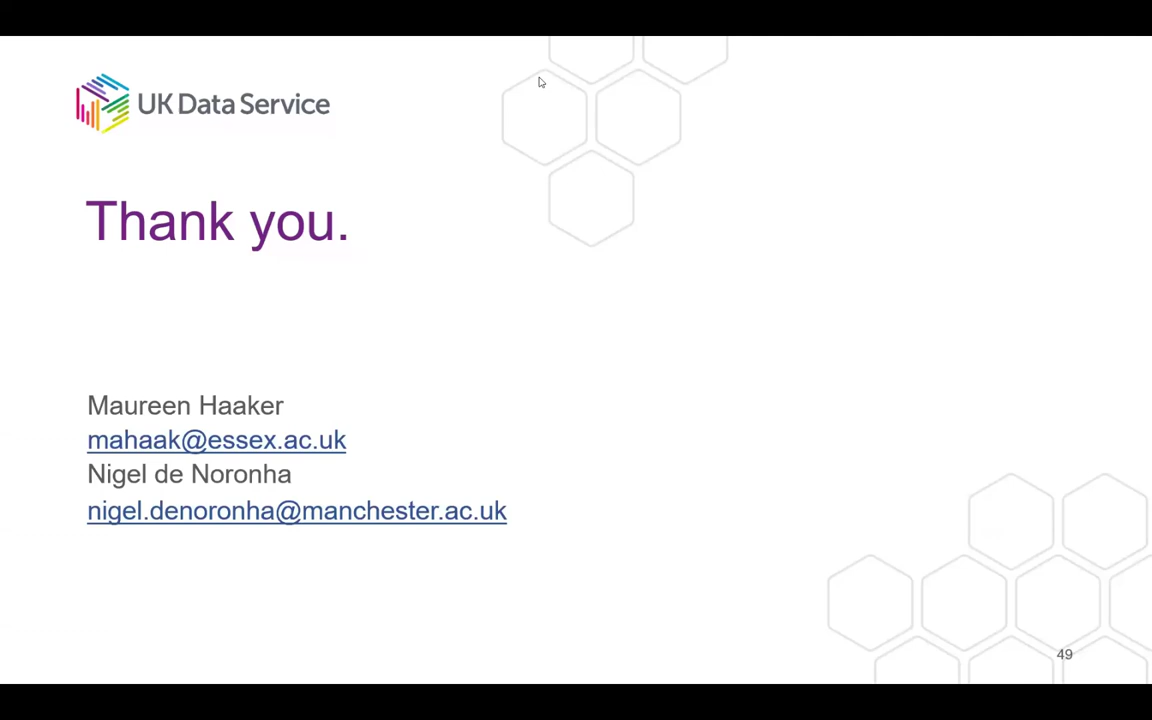 UK Data Service
Thank you.
Maureen Haaker
mahaak@essex.ac.uk
Nigel de Noronha
nigel.denoronha@manchester.ac.uk
49